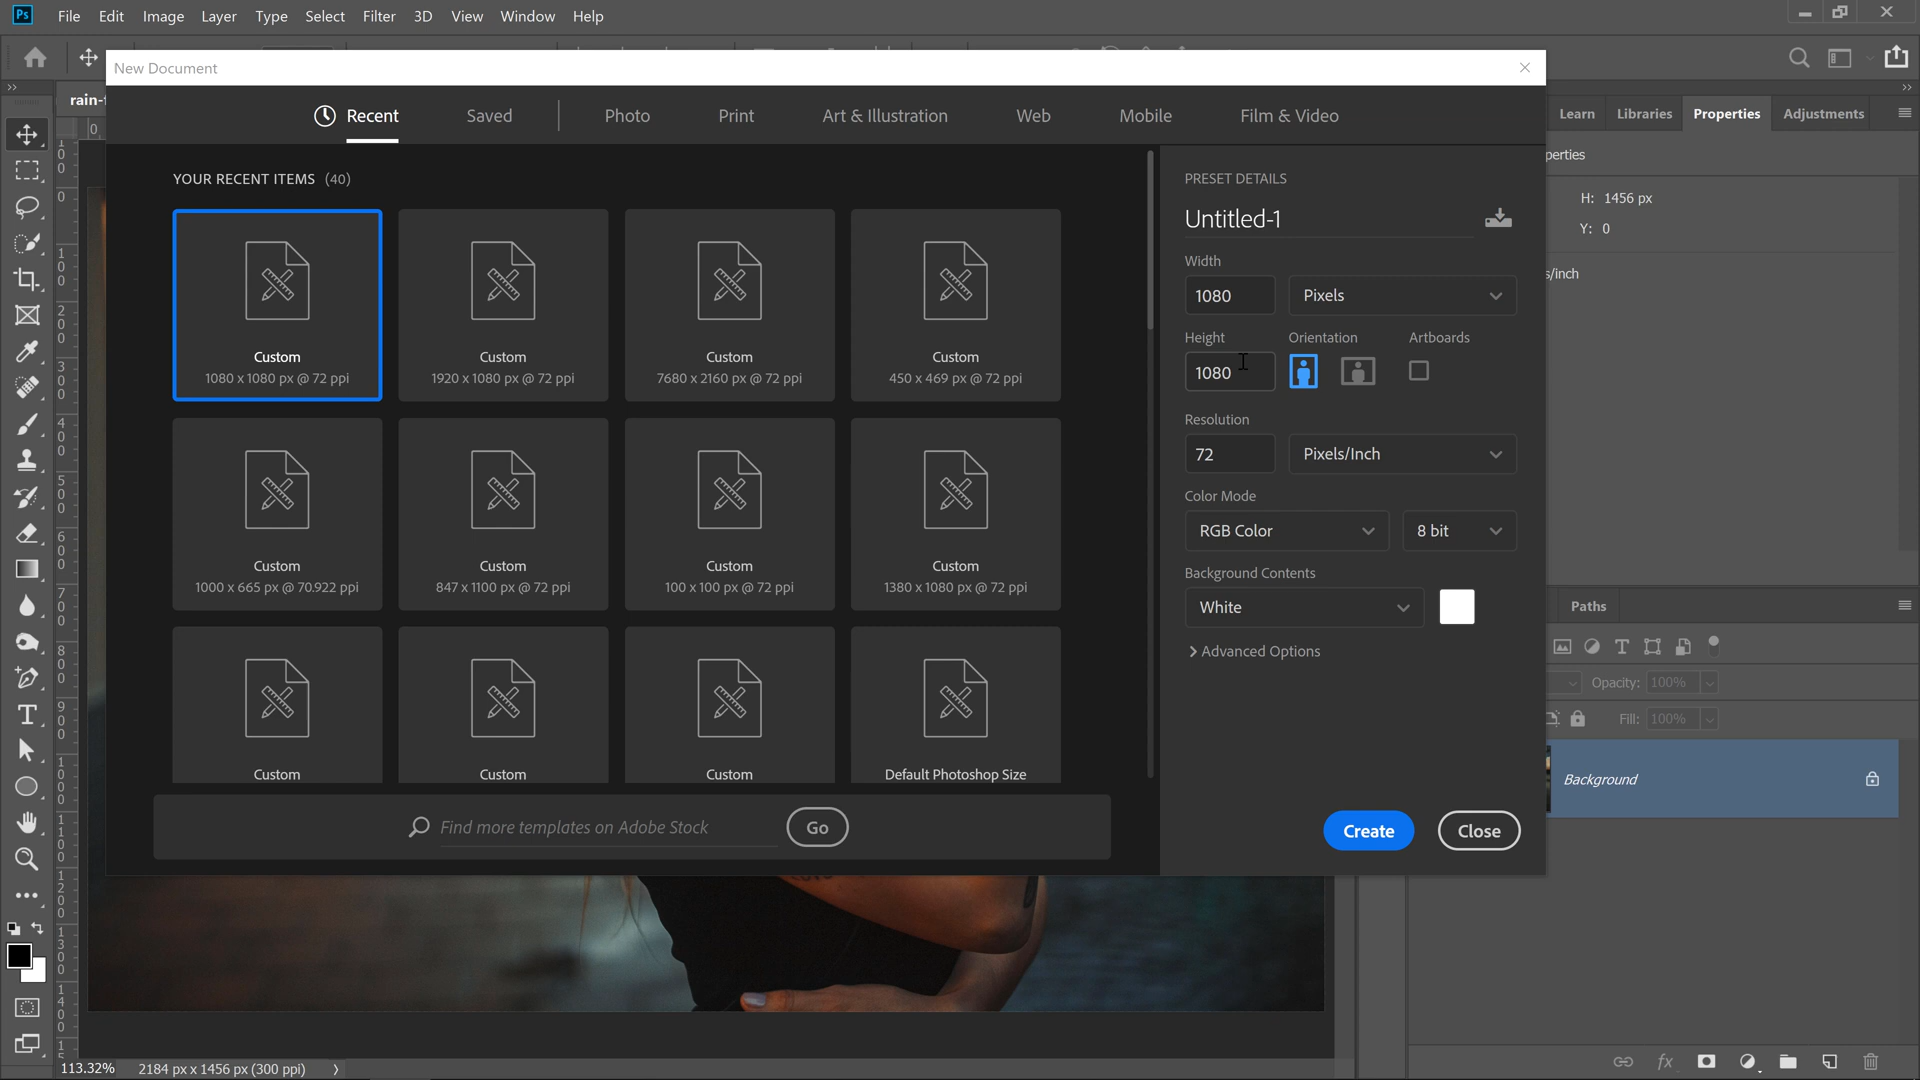 Ps File Edit Image Layer Type Select Filter 3D View Window Help
New Document
Recent Saved Photo Print Art & Illustration Web Mobile Film & Video
Learn Libraries Properties Adjustments
YOUR RECENT ITEMS (40)
Custom
1080 x 1080 px @ 72 ppi
Custom
1920 x 1080 px @ 72 ppi
Custom
7680 x 2160 px @ 72 ppi
Custom
450 x 469 px @ 72 ppi
Custom
1000 x 665 px @ 70.922 ppi
Custom
847 x 1100 px @ 72 ppi
Custom
100 x 100 px @ 72 ppi
Custom
1380 x 1080 px @ 72 ppi
Custom
Custom
Custom
Default Photoshop Size
Find more templates on Adobe Stock
Go
PRESET DETAILS
Untitled-1
Width
1080 Pixels
Height Orientation Artboards
1080
Resolution
72 Pixels/Inch
Color Mode
RGB Color 8 bit
Background Contents
White
Advanced Options
Create Close
H: 1456 px
Y: 0
Paths
Opacity: 100%
Fill: 100%
Background
113.32% 2184 px x 1456 px (300 ppi)